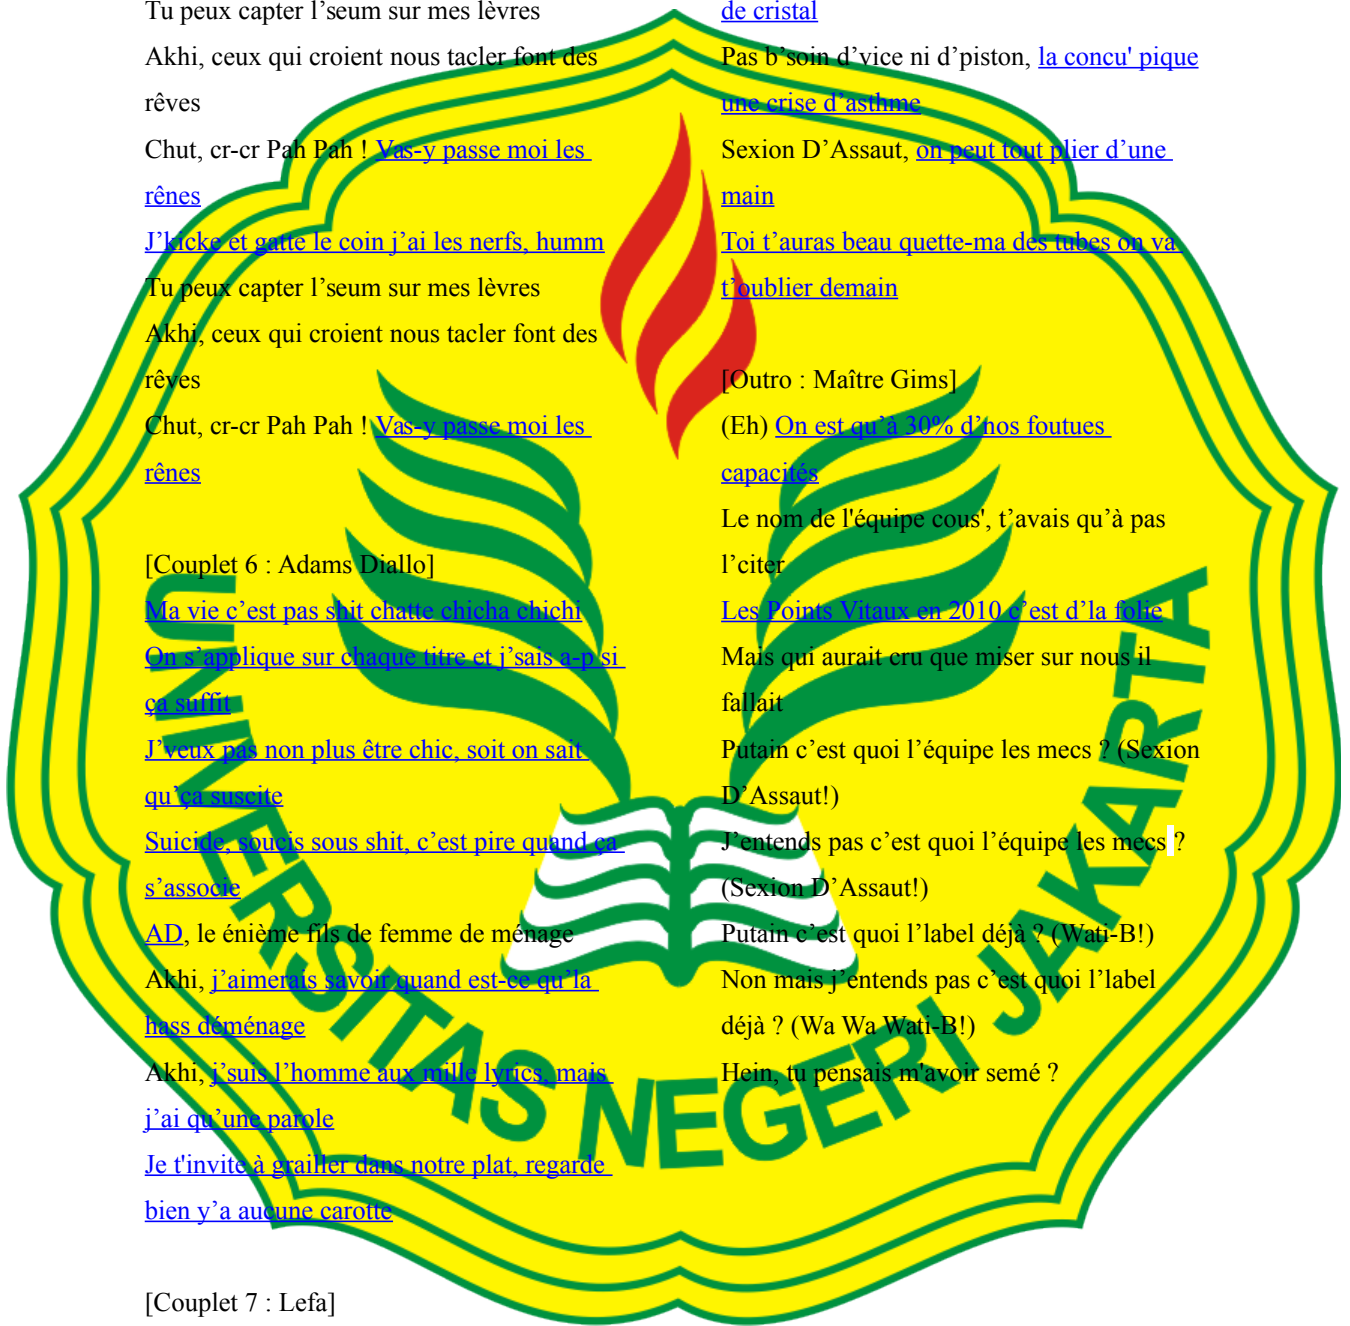 Tu peux capter l’seum sur mes lèvres
Akhi, ceux qui croient nous tacler font des
rêves
Chut, cr-cr Pah Pah ! Vas-y passe moi les
rênes
J’kicke et gatte le coin j’ai les nerfs, humm
Tu peux capter l’seum sur mes lèvres
Akhi, ceux qui croient nous tacler font des
rêves
Chut, cr-cr Pah Pah ! Vas-y passe moi les
rênes
[Couplet 6 : Adams Diallo]
Ma vie c’est pas shit chatte chicha chichi
On s’applique sur chaque titre et j’sais a-p si
ça suffit
J’veux pas non plus être chic, soit on sait
qu’ça suscite
Suicide, soucis sous shit, c’est pire quand ça
s’associe
AD, le énième fils de femme de ménage
Akhi, j’aimerais savoir quand est-ce qu’la
hass déménage
Akhi, j’suis l’homme aux mille lyrics, mais
j’ai qu’une parole
Je t'invite à grailler dans notre plat, regarde
bien y’a aucune carotte
[Couplet 7 : Lefa]
de cristal
Pas b’soin d’vice ni d’piston, la concu' pique
une crise d’asthme
Sexion D’Assaut, on peut tout plier d’une
main
Toi t’auras beau quette-ma des tubes on va
t’oublier demain
[Outro : Maître Gims]
(Eh) On est qu’à 30% d’nos foutues
capacités
Le nom de l'équipe cous', t’avais qu’à pas
l’citer
Les Points Vitaux en 2010 c’est d’la folie
Mais qui aurait cru que miser sur nous il
fallait
Putain c’est quoi l’équipe les mecs ? (Sexion
D’Assaut!)
J’entends pas c’est quoi l’équipe les mecs ?
(Sexion D’Assaut!)
Putain c’est quoi l’label déjà ? (Wati-B!)
Non mais j’entends pas c’est quoi l’label
déjà ? (Wa Wa Wati-B!)
Hein, tu pensais m'avoir semé ?
UNIVERSITAS NEGERI JAKARTA